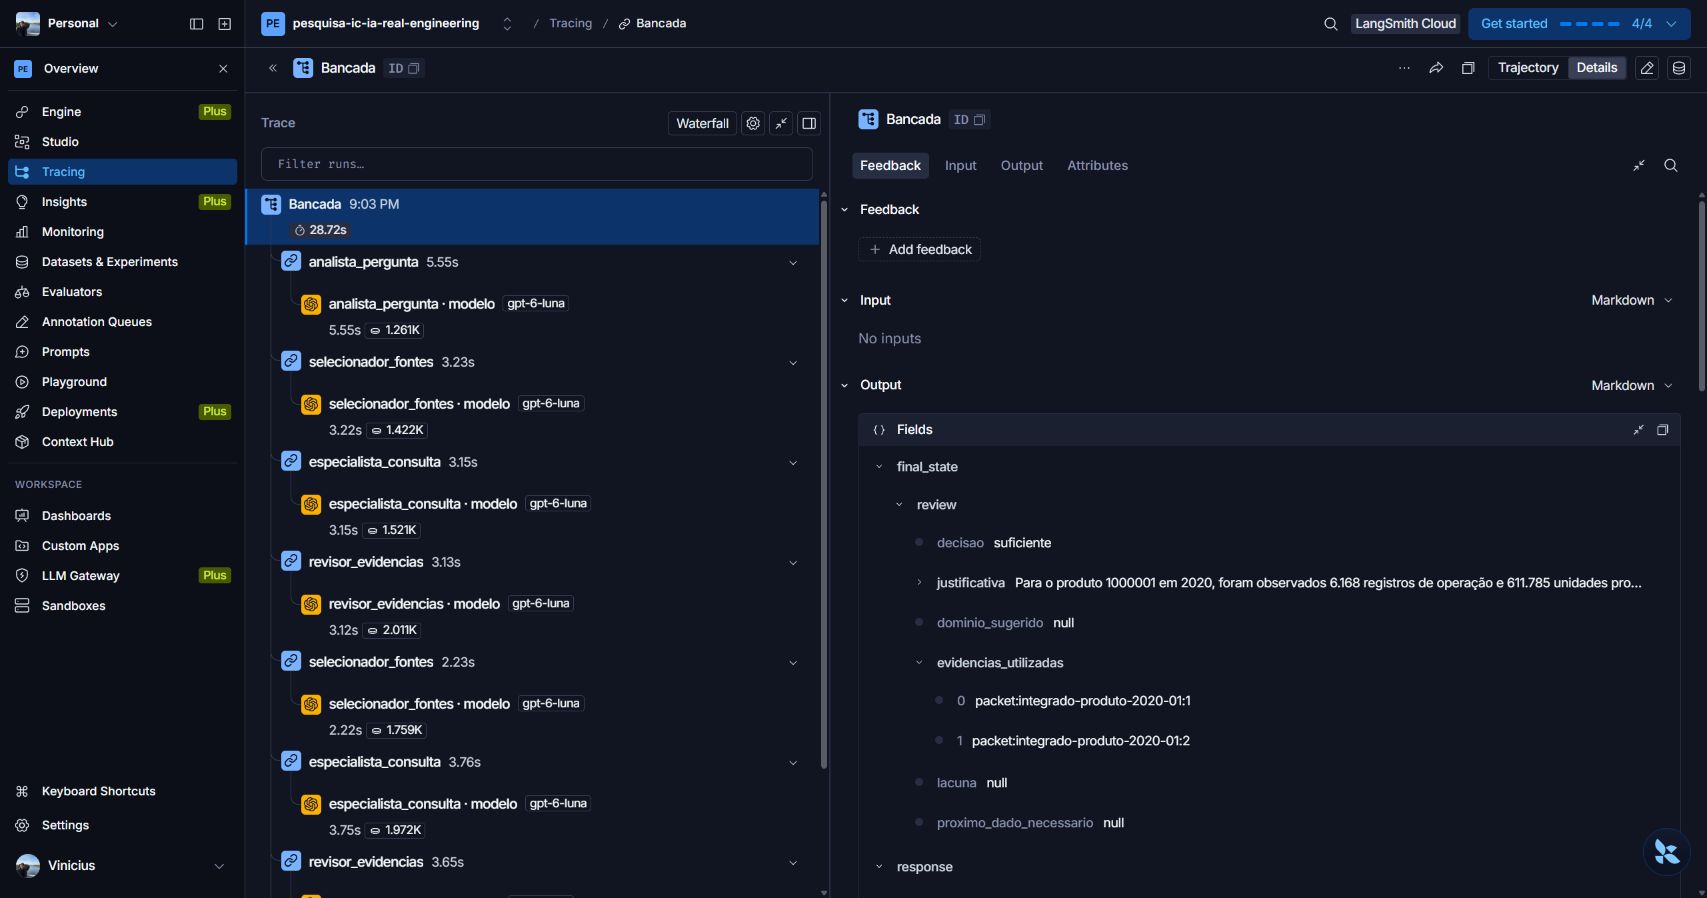 Personal
PE pesquisa-ic-ia-real-engineering / Tracing / Bancada
LangSmith Cloud
Get started 4/4
PE Overview
Engine Plus
Studio
Tracing
Insights Plus
Monitoring
Datasets & Experiments
Evaluators
Annotation Queues
Prompts
Playground
Deployments Plus
Context Hub
WORKSPACE
Dashboards
Custom Apps
LLM Gateway Plus
Sandboxes
Keyboard Shortcuts
Settings
Vinicius
Bancada ID
Trajectory Details
Trace
Waterfall
Filter runs…
Bancada 9:03 PM
28.72s
analista_pergunta 5.55s
analista_pergunta · modelo gpt-6-luna
5.55s 1.261K
selecionador_fontes 3.23s
selecionador_fontes · modelo gpt-6-luna
3.22s 1.422K
especialista_consulta 3.15s
especialista_consulta · modelo gpt-6-luna
3.15s 1.521K
revisor_evidencias 3.13s
revisor_evidencias · modelo gpt-6-luna
3.12s 2.011K
selecionador_fontes 2.23s
selecionador_fontes · modelo gpt-6-luna
2.22s 1.759K
especialista_consulta 3.76s
especialista_consulta · modelo gpt-6-luna
3.75s 1.972K
revisor_evidencias 3.65s
Bancada ID
Feedback Input Output Attributes
Feedback
+ Add feedback
Input Markdown
No inputs
Output Markdown
{} Fields
final_state
review
decisao suficiente
justificativa Para o produto 1000001 em 2020, foram observados 6.168 registros de operação e 611.785 unidades pro...
dominio_sugerido null
evidencias_utilizadas
0 packet:integrado-produto-2020-01:1
1 packet:integrado-produto-2020-01:2
lacuna null
proximo_dado_necessario null
response